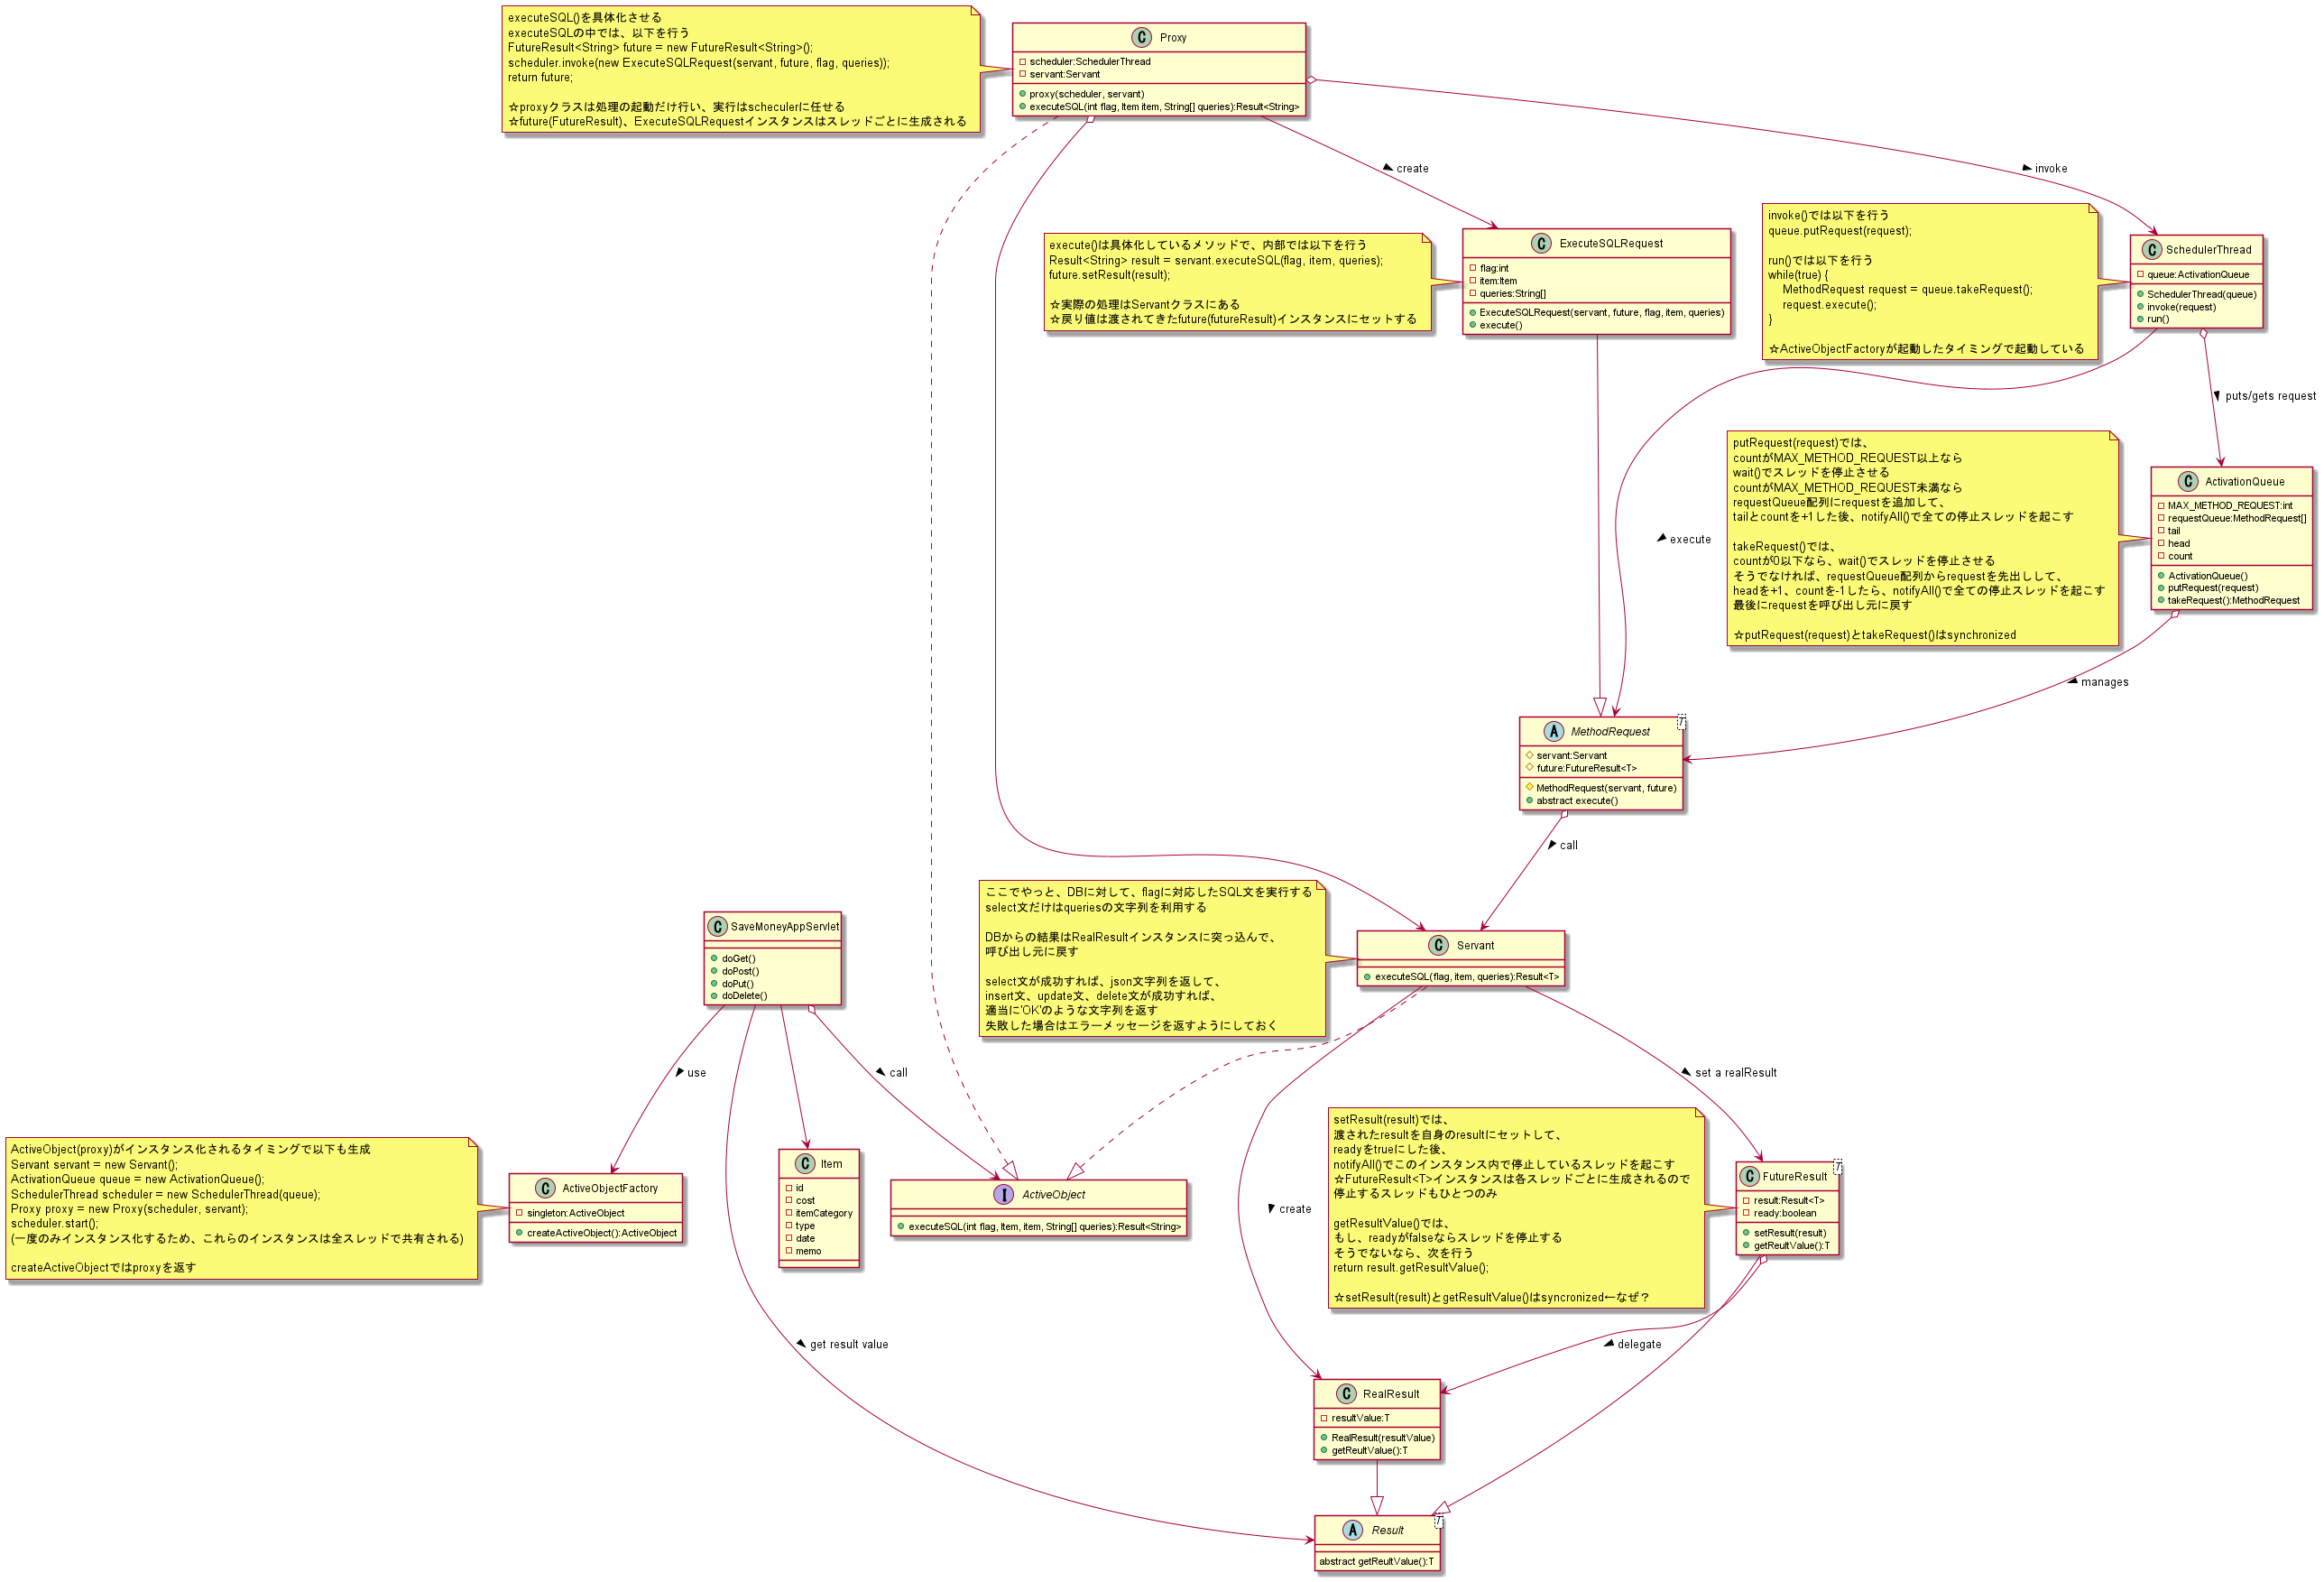 executeSQL()を具体化させる
executeSQLの中では、以下を行う
FutureResult<String> future = new FutureResult<String>();
scheduler.invoke(new ExecuteSQLRequest(servant, future, flag, queries));
return future;
☆proxyクラスは処理の起動だけ行い、実行はscheculerに任せる
☆future(FutureResult)、ExecuteSQLRequestインスタンスはスレッドごとに生成される
C Proxy
scheduler:SchedulerThread
servant:Servant
proxy(scheduler, servant)
executeSQL(int flag, Item item, String[] queries):Result<String>
create
invoke
execute()は具体化しているメソッドで、内部では以下を行う
Result<String> result = servant.executeSQL(flag, item, queries);
future.setResult(result);
☆実際の処理はServantクラスにある
☆戻り値は渡されてきたfuture(futureResult)インスタンスにセットする
C ExecuteSQLRequest
flag:int
item:Item
queries:String[]
ExecuteSQLRequest(servant, future, flag, item, queries)
execute()
invoke()では以下を行う
queue.putRequest(request);
run()では以下を行う
while(true) {
MethodRequest request = queue.takeRequest();
request.execute();
}
☆ActiveObjectFactoryが起動したタイミングで起動している
C SchedulerThread
queue:ActivationQueue
SchedulerThread(queue)
invoke(request)
run()
puts/gets request
execute
putRequest(request)では、
countがMAX_METHOD_REQUEST以上なら
wait()でスレッドを停止させる
countがMAX_METHOD_REQUEST未満なら
requestQueue配列にrequestを追加して、
tailとcountを+1した後、notifyAll()で全ての停止スレッドを起こす
takeRequest()では、
countが0以下なら、wait()でスレッドを停止させる
そうでなければ、requestQueue配列からrequestを先出しして、
headを+1、countを-1したら、notifyAll()で全ての停止スレッドを起こす
最後にrequestを呼び出し元に戻す
☆putRequest(request)とtakeRequest()はsynchronized
C ActivationQueue
MAX_METHOD_REQUEST:int
requestQueue:MethodRequest[]
tail
head
count
ActivationQueue()
putRequest(request)
takeRequest():MethodRequest
manages
A MethodRequest T
servant:Servant
future:FutureResult<T>
MethodRequest(servant, future)
abstract execute()
call
ここでやっと、DBに対して、flagに対応したSQL文を実行する
select文だけはqueriesの文字列を利用する
DBからの結果はRealResultインスタンスに突っ込んで、
呼び出し元に戻す
select文が成功すれば、json文字列を返して、
insert文、update文、delete文が成功すれば、
適当に'OK'のような文字列を返す
失敗した場合はエラーメッセージを返すようにしておく
C Servant
executeSQL(flag, item, queries):Result<T>
C SaveMoneyAppServlet
doGet()
doPost()
doPut()
doDelete()
use
call
set a realResult
ActiveObject(proxy)がインスタンス化されるタイミングで以下も生成
Servant servant = new Servant();
ActivationQueue queue = new ActivationQueue();
SchedulerThread scheduler = new SchedulerThread(queue);
Proxy proxy = new Proxy(scheduler, servant);
scheduler.start();
(一度のみインスタンス化するため、これらのインスタンスは全スレッドで共有される)
createActiveObjectではproxyを返す
C ActiveObjectFactory
singleton:ActiveObject
createActiveObject():ActiveObject
C Item
id
cost
itemCategory
type
date
memo
I ActiveObject
executeSQL(int flag, Item, item, String[] queries):Result<String>
create
setResult(result)では、
渡されたresultを自身のresultにセットして、
readyをtrueにした後、
notifyAll()でこのインスタンス内で停止しているスレッドを起こす
☆FutureResult<T>インスタンスは各スレッドごとに生成されるので
停止するスレッドもひとつのみ
getResultValue()では、
もし、readyがfalseならスレッドを停止する
そうでないなら、次を行う
return result.getResultValue();
☆setResult(result)とgetResultValue()はsyncronized←なぜ？
C FutureResult T
result:Result<T>
ready:boolean
setResult(result)
getReultValue():T
get result value
delegate
C RealResult
resultValue:T
RealResult(resultValue)
getReultValue():T
A Result T
abstract getReultValue():T